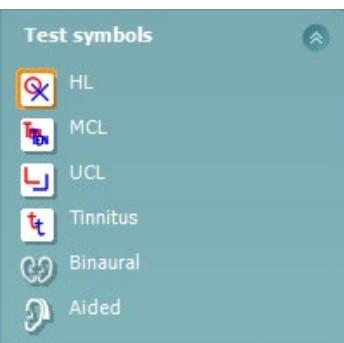 Test symbols
HL
MCL
UCL
Tinnitus
Binaural
Aided